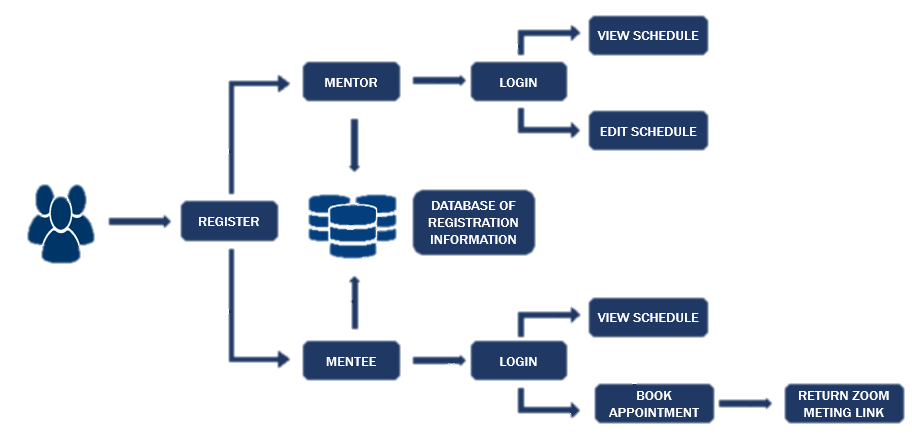 VIEW SCHEDULE
MENTOR
LOGIN
EDIT SCHEDULE
REGISTER
DATABASE OF
REGISTRATION
INFORMATION
VIEW SCHEDULE
MENTEE
LOGIN
BOOK
APPOINTMENT
RETURN ZOOM
METING LINK